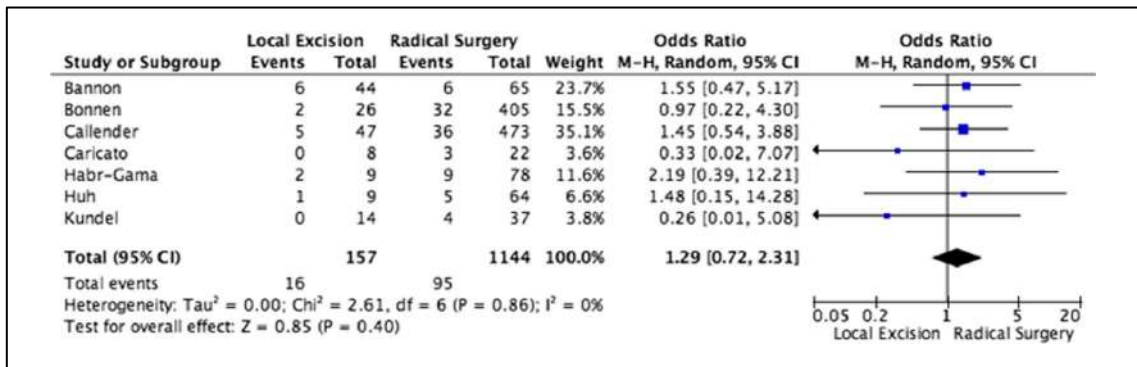 Local Excision Radical Surgery Odds Ratio Odds Ratio
Study or Subgroup Events Total Events Total Weight M-H, Random, 95% CI M-H, Random, 95% CI
Bannon 6 44 6 65 23.7% 1.55 [0.47, 5.17]
Bonnen 2 26 32 405 15.5% 0.97 [0.22, 4.30]
Callender 5 47 36 473 35.1% 1.45 [0.54, 3.88]
Caricato 0 8 3 22 3.6% 0.33 [0.02, 7.07]
Habr-Gama 2 9 9 78 11.6% 2.19 [0.39, 12.21]
Huh 1 9 5 64 6.6% 1.48 [0.15, 14.28]
Kundel 0 14 4 37 3.8% 0.26 [0.01, 5.08]
Total (95% CI) 157 1144 100.0% 1.29 [0.72, 2.31]
Total events 16 95
Heterogeneity: Tau² = 0.00; Chi² = 2.61, df = 6 (P = 0.86); I² = 0%
Test for overall effect: Z = 0.85 (P = 0.40)
0.05 0.2 1 5 20
Local Excision Radical Surgery